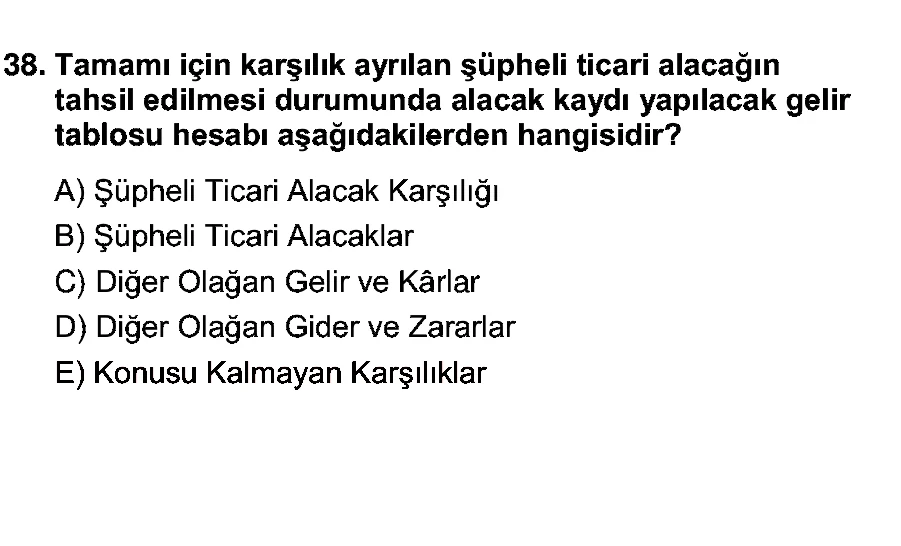 38. Tamamı için karşılık ayrılan şüpheli ticari alacağın
tahsil edilmesi durumunda alacak kaydı yapılacak gelir
tablosu hesabı aşağıdakilerden hangisidir?
A) Şüpheli Ticari Alacak Karşılığı
B) Şüpheli Ticari Alacaklar
C) Diğer Olağan Gelir ve Kârlar
D) Diğer Olağan Gider ve Zararlar
E) Konusu Kalmayan Karşılıklar